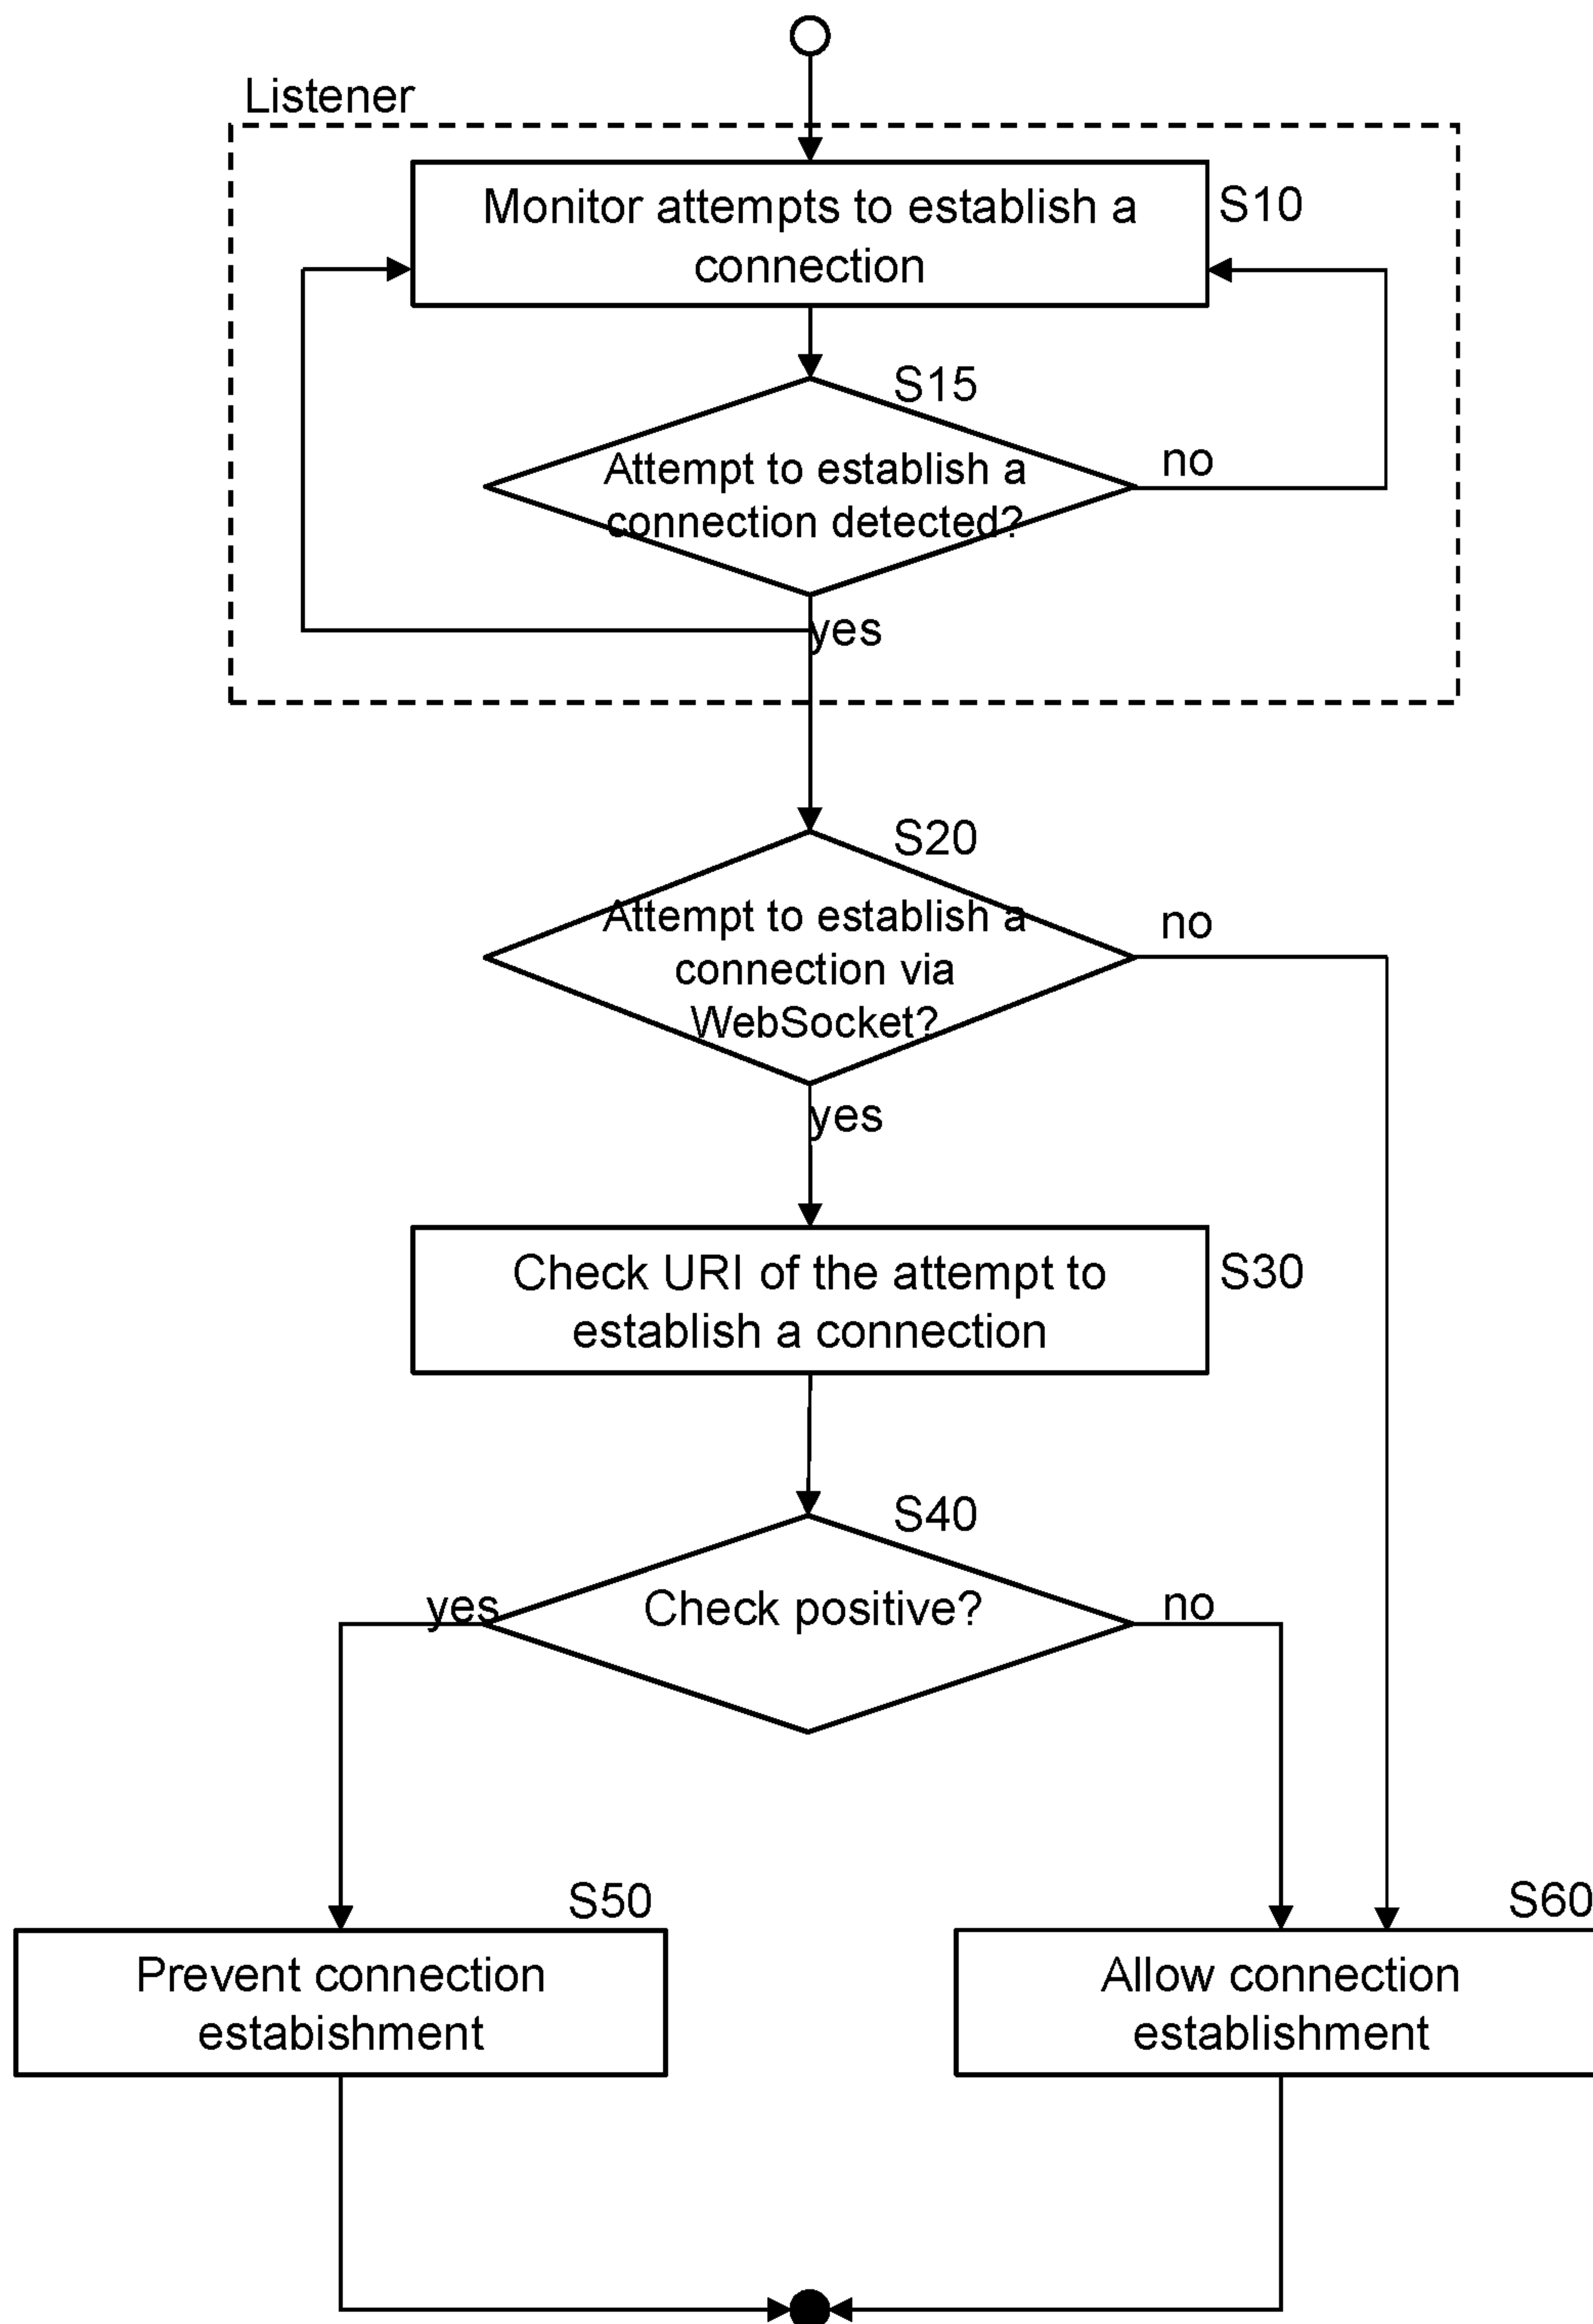 Listener
Monitor attempts to establish a
connection
S10
S15
Attempt to establish a
connection detected?
no
yes
S20
Attempt to establish a
connection via
WebSocket?
no
yes
Check URI of the attempt to
establish a connection
S30
S40
Check positive?
yes
no
S50
Prevent connection
estabishment
S60
Allow connection
establishment